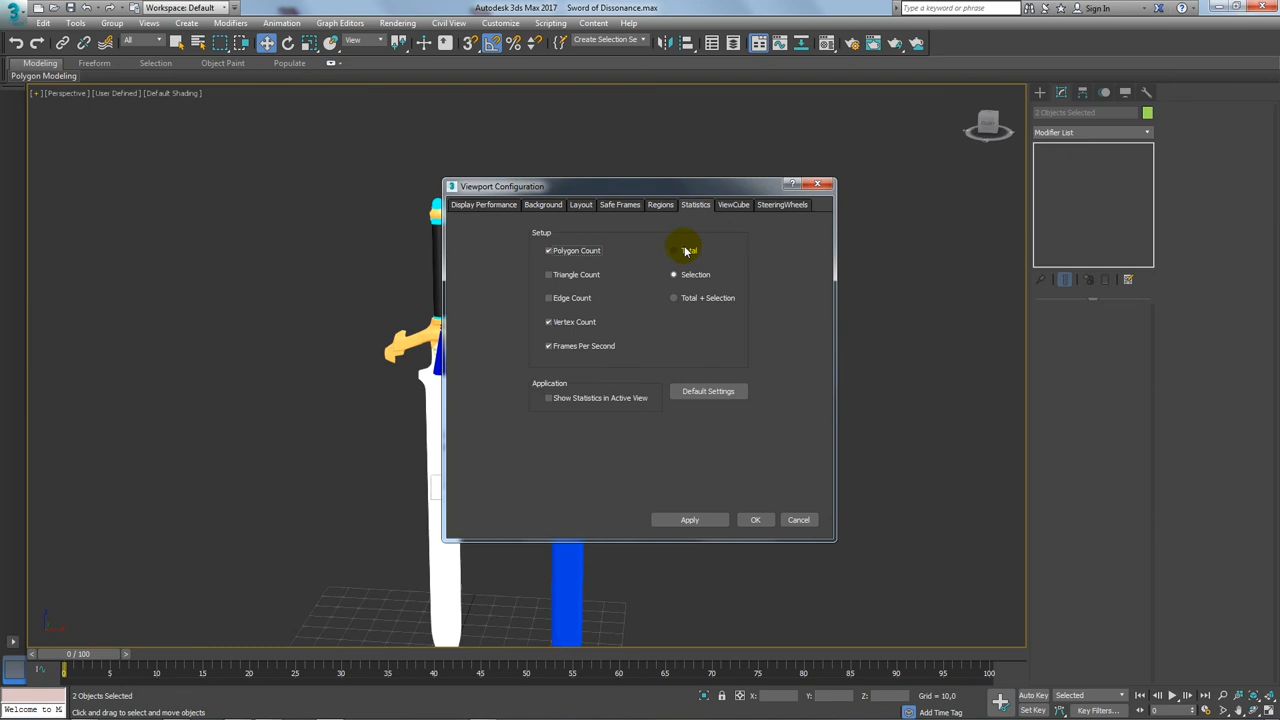 Workspace: Default
Autodesk 3ds Max 2017 Sword of Dissonance.max
Type a keyword or phrase
Sign In
Edit Tools Group Views Create Modifiers Animation Graph Editors Rendering Civil View Customize Scripting Content Help
All
View
Create Selection Se
Modeling Freeform Selection Object Paint Populate
Polygon Modeling
[+] [Perspective] [User Defined] [Default Shading]
2 Objects Selected
Modifier List
Viewport Configuration
Display Performance Background Layout Safe Frames Regions Statistics ViewCube SteeringWheels
Setup
Polygon Count
Triangle Count Selection
Edge Count Total + Selection
Vertex Count
Frames Per Second
Application
Show Statistics in Active View
Default Settings
Apply OK Cancel
0 / 100
0 5 10 15 20 25 30 35 40 45 50 55 60 65 70 75 80 85 90 95 100
2 Objects Selected X: Y: Z: Grid = 10,0
Auto Key Selected
Welcome to M
Click and drag to select and move objects
Add Time Tag
Set Key Key Filters...
0